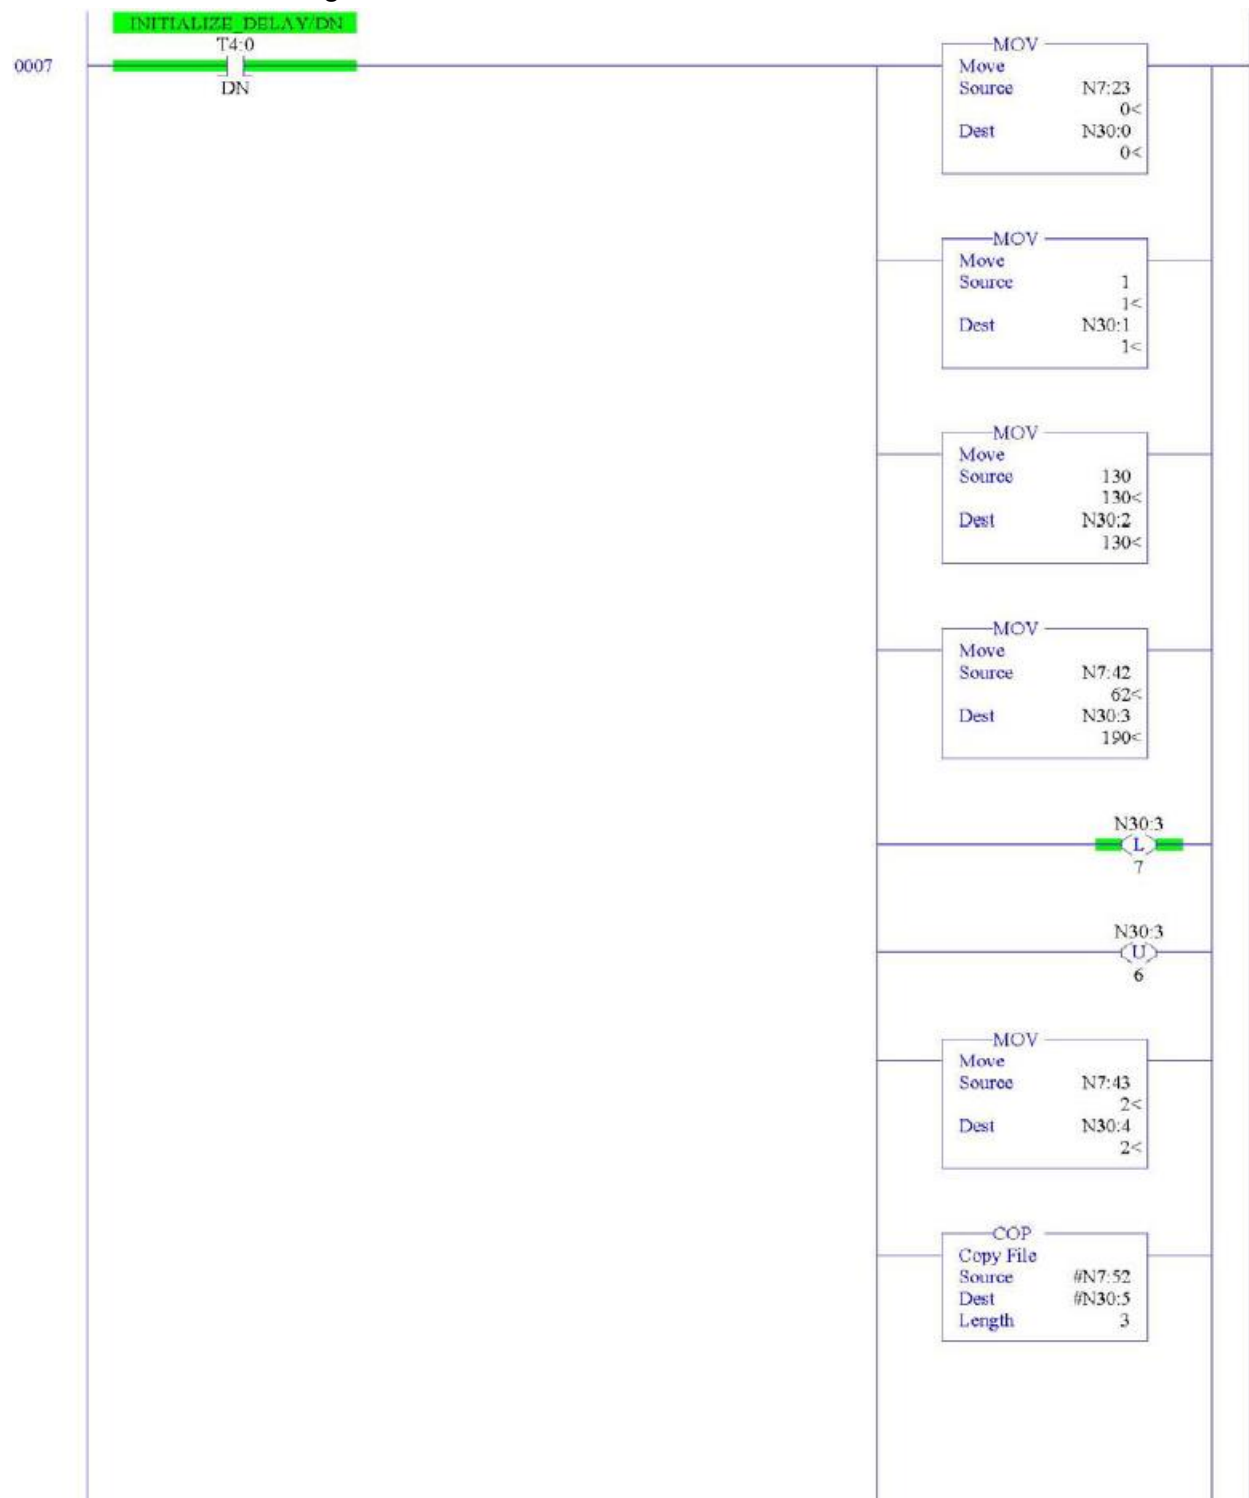 INITIALIZE_DELAY/DN
T4:0
0007
DN
MOV
Move
Source N7:23
0<
Dest N30:0
0<
MOV
Move
Source 1
1<
Dest N30:1
1<
MOV
Move
Source 130
130<
Dest N30:2
130<
MOV
Move
Source N7:42
62<
Dest N30:3
190<
N30:3
L
7
N30:3
U
6
MOV
Move
Source N7:43
2<
Dest N30:4
2<
COP
Copy File
Source #N7:52
Dest #N30:5
Length 3